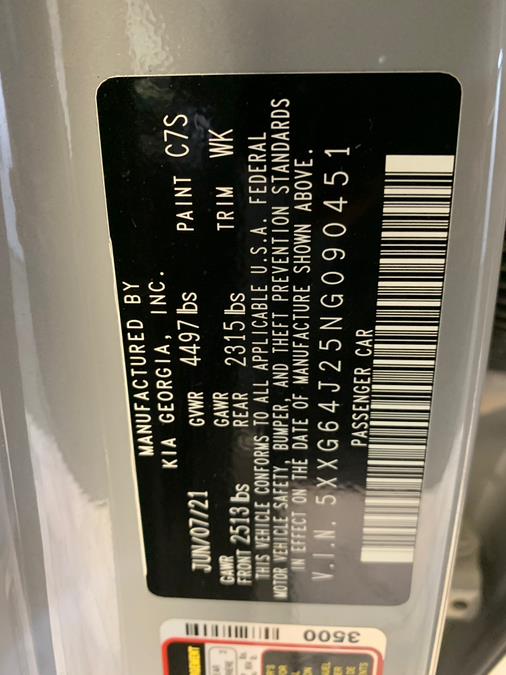 MANUFACTURED BY
KIA GEORGIA, INC.
JUN/07/21 GVWR 4497 lbs PAINT C7S
GAWR FRONT 2513 lbs GAWR REAR 2315 lbs TRIM WK
THIS VEHICLE CONFORMS TO ALL APPLICABLE U.S.A. FEDERAL
MOTOR VEHICLE SAFETY, BUMPER, AND THEFT PREVENTION STANDARDS
IN EFFECT ON THE DATE OF MANUFACTURE SHOWN ABOVE.
V.I.N. 5XXG64J25NG090451
PASSENGER CAR
3500